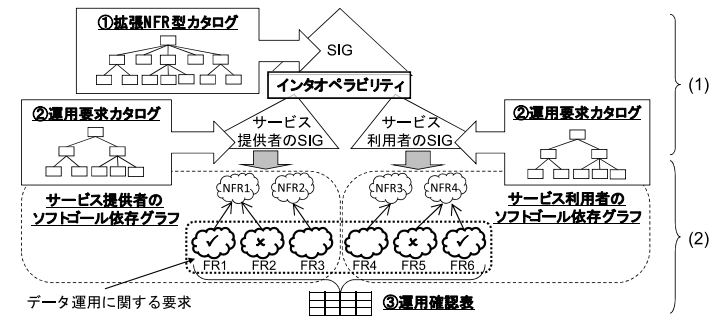 ①拡張NFR型カタログ
SIG
インタオペラビリティ
(1)
②運用要求カタログ
サービス
提供者のSIG
サービス
利用者のSIG
②運用要求カタログ
サービス提供者の
ソフトゴール依存グラフ
NFR1
NFR2
NFR3
NFR4
サービス利用者の
ソフトゴール依存グラフ
(2)
FR1
FR2
FR3
FR4
FR5
FR6
データ運用に関する要求
③運用確認表